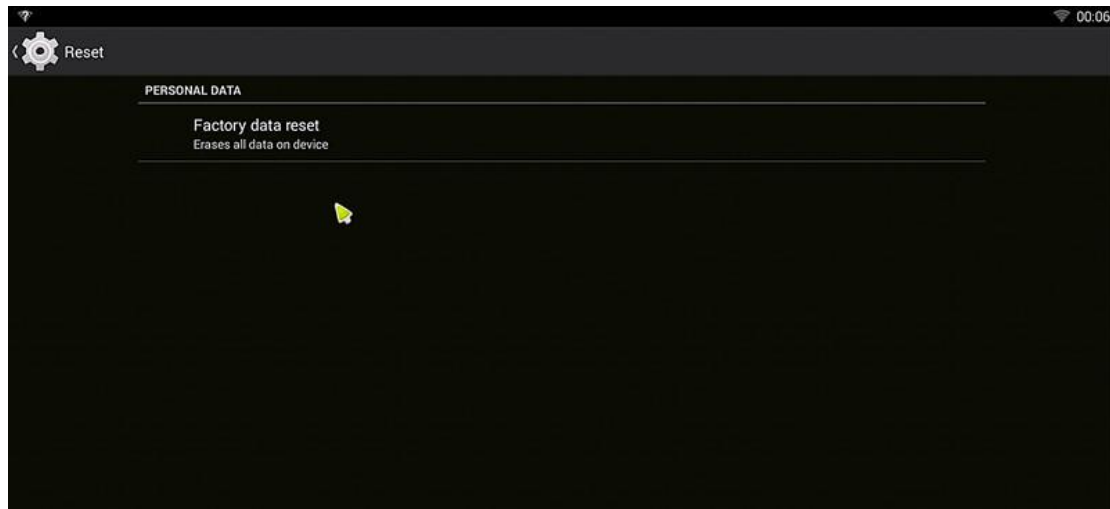 00:06
Reset
PERSONAL DATA
Factory data reset
Erases all data on device